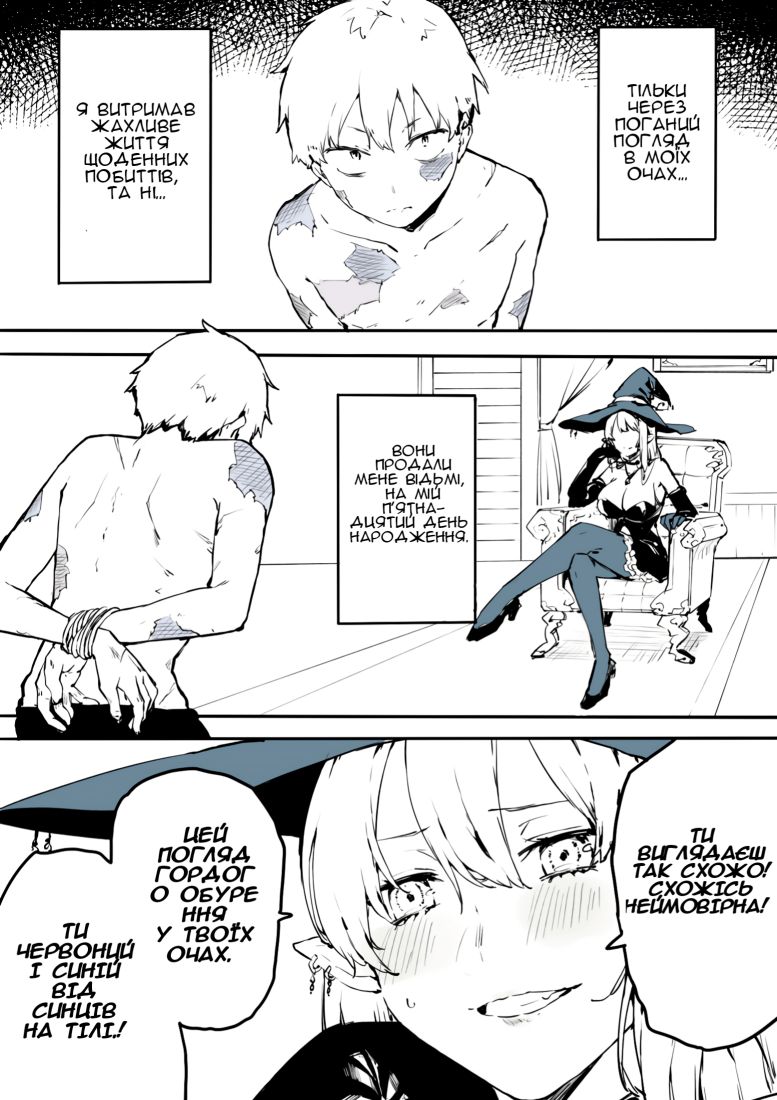 ТІЛЬКИ
ЧЕРЕЗ
ПОГАНИЙ
ПОГЛЯД
В МОЇХ
ОЧАХ...
Я ВИТРИМАВ
ЖАХЛИВЕ
ЖИТТЯ
ЩОДЕННИХ
ПОБИТТІВ,
ТА НІ...
ВОНИ
ПРОДАЛИ
МЕНЕ ВІДЬМІ,
НА МІЙ
П'ЯТНА-
ДЦЯТИЙ ДЕНЬ
НАРОДЖЕННЯ.
ТИ
ВИГЛЯДАЄШ
ТАК СХОЖО!
СХОЖІСЬ
НЕЙМОВІРНА!
ЦЕЙ
ПОГЛЯД
ГОРДОГ
О ОБУРЕ
ННЯ
У ТВОЇХ
ОЧАХ.
ТИ
ЧЕРВОНИЙ
І СИНІЙ
ВІД
СИНЦІВ
НА ТІЛІ.!